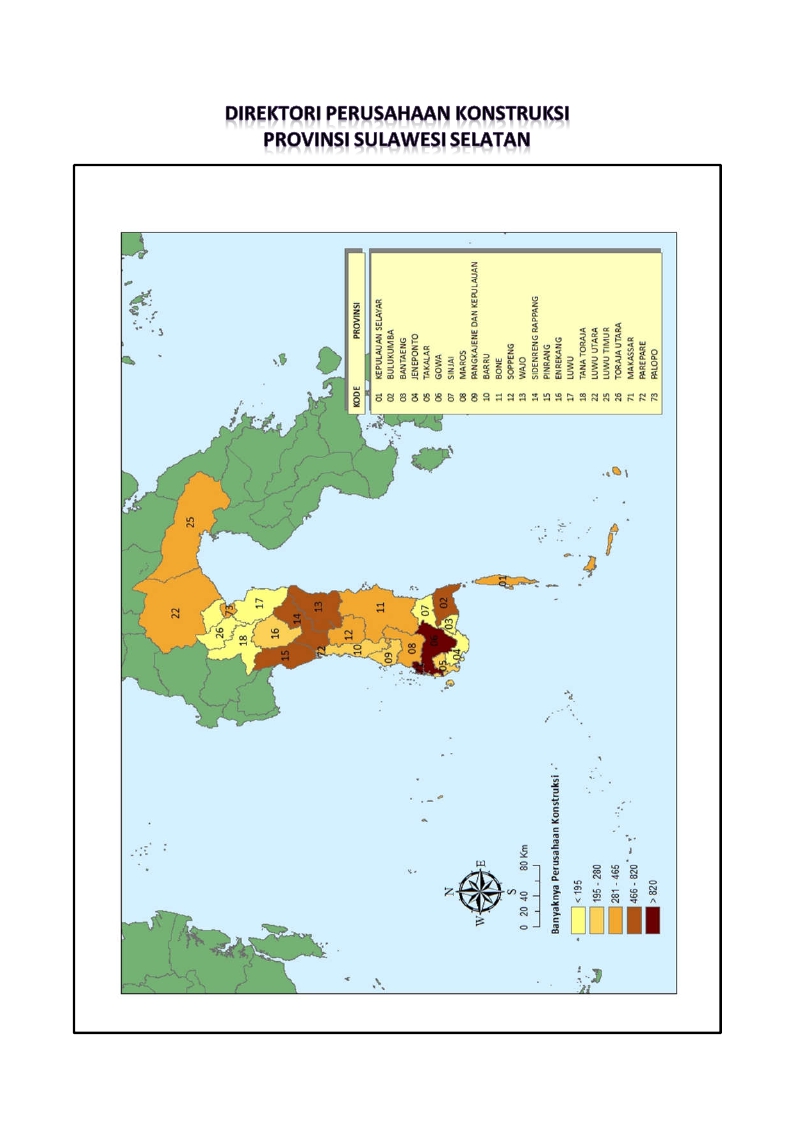 DIREKTORI PERUSAHAAN KONSTRUKSI
PROVINSI SULAWESI SELATAN
KODE PROVINSI
01 KEPULAUAN SELAYAR
02 BULUKUMBA
03 BANTAENG
04 JENEPONTO
05 TAKALAR
06 GOWA
07 SINJAI
08 MAROS
09 PANGKAJENE DAN KEPULAUAN
10 BARRU
11 BONE
12 SOPPENG
13 WAJO
14 SIDENRENG RAPPANG
15 PINRANG
16 ENREKANG
17 LUWU
18 TANA TORAJA
22 LUWU UTARA
25 LUWU TIMUR
26 TORAJA UTARA
71 MAKASSAR
72 PAREPARE
73 PALOPO
25
22
73
17
26
18
16
14
13
15
72
12
11
10
09
08
07
02
03
04
05
01
N
E
W
S
0 20 40 80 Km
Banyaknya Perusahaan Konstruksi
< 195
195 - 280
281 - 465
466 - 820
> 820